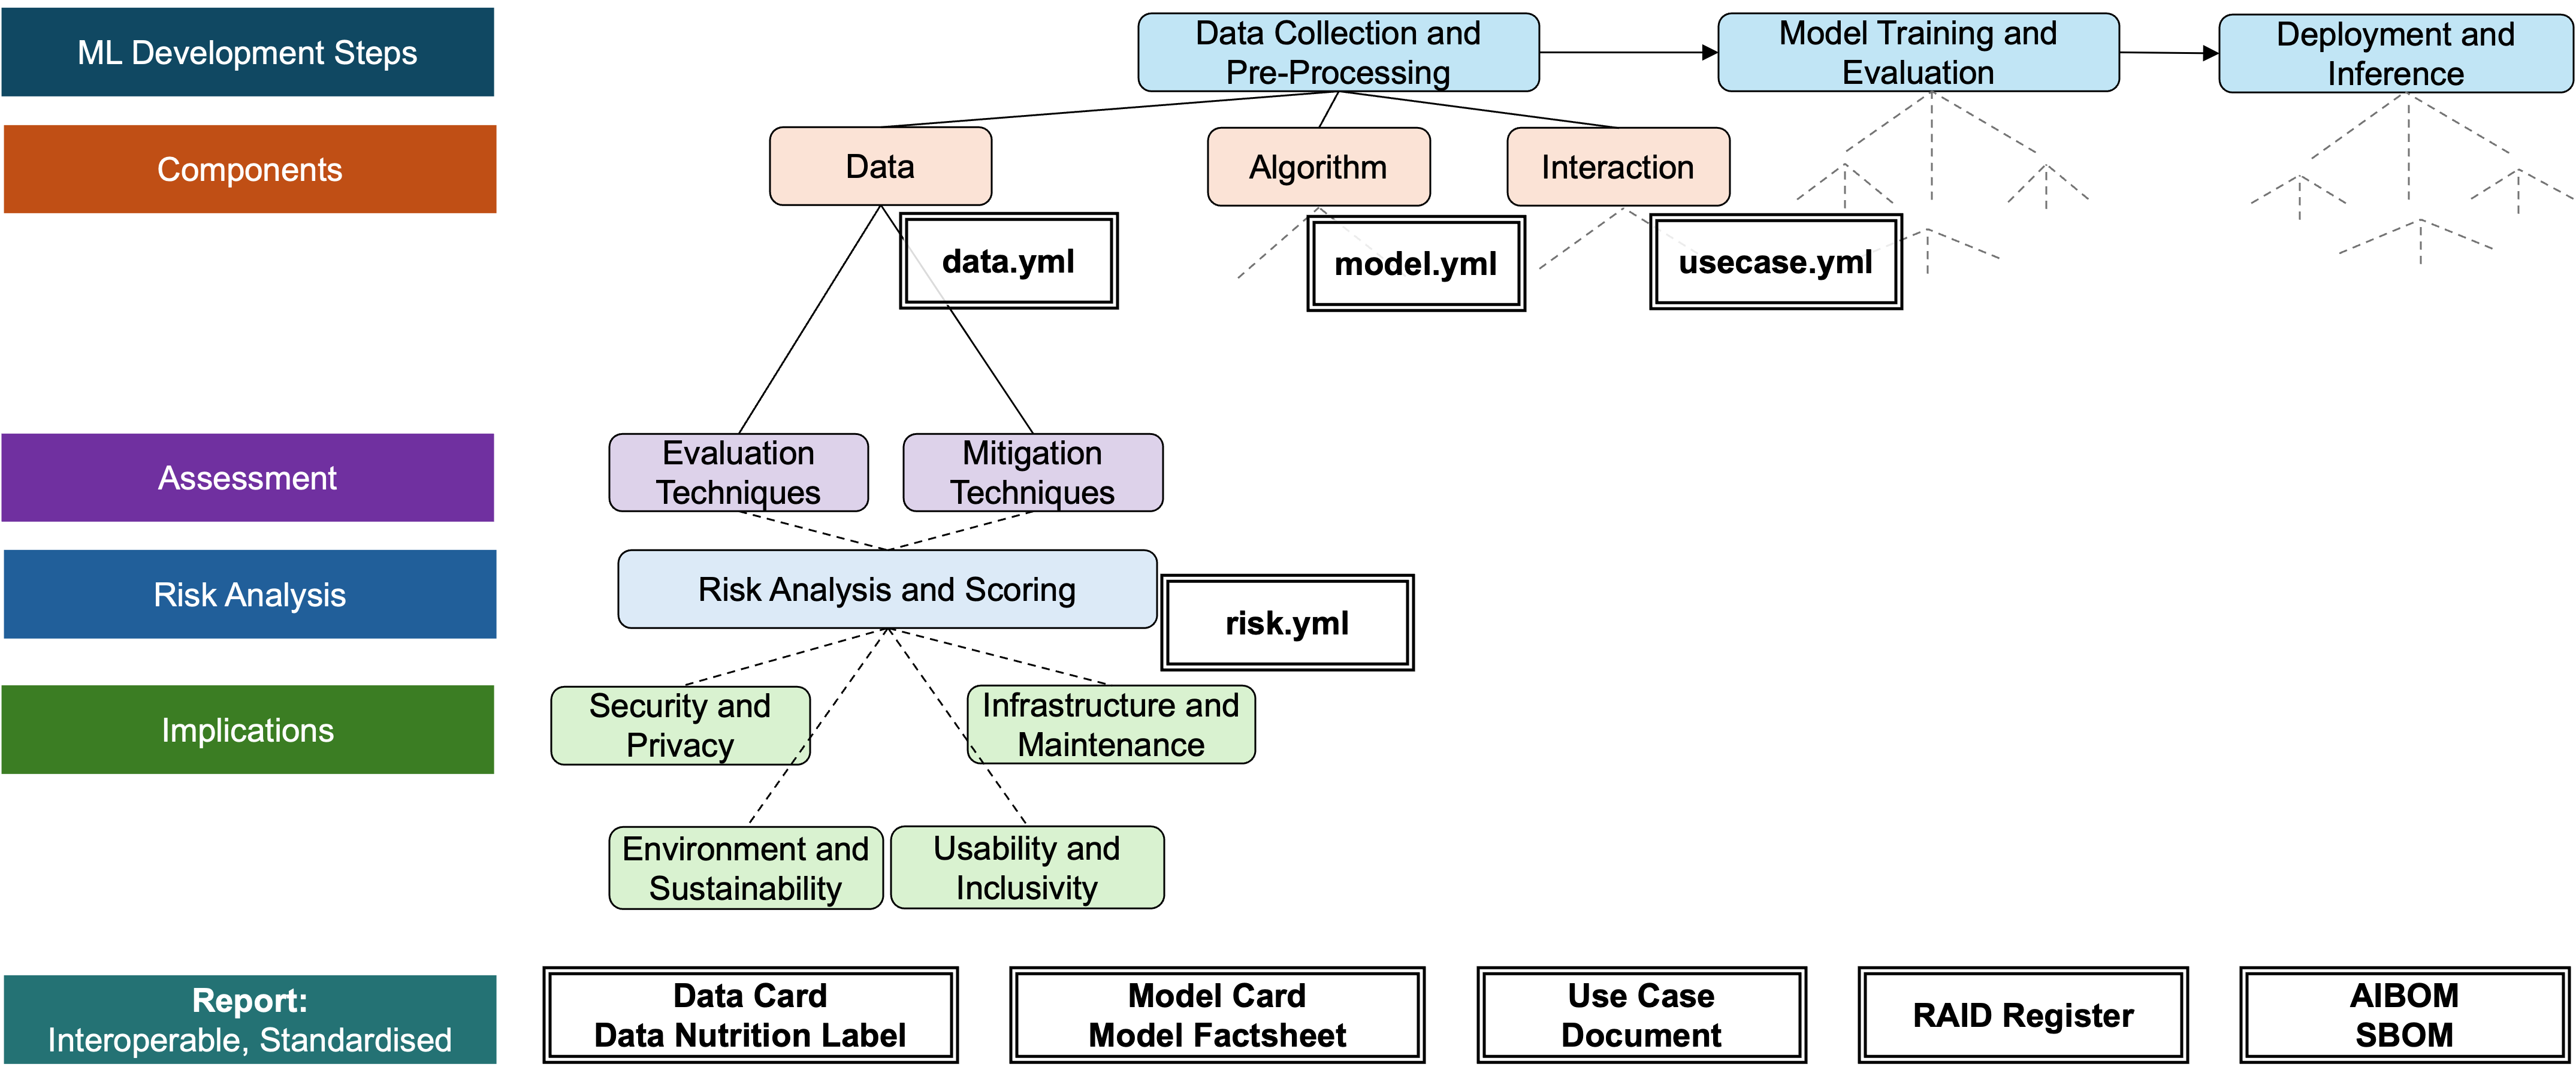 ML Development Steps
Data Collection and
Pre-Processing
Model Training and
Evaluation
Deployment and
Inference
Components
Data
Algorithm
Interaction
data.yml
model.yml
usecase.yml
Assessment
Evaluation
Techniques
Mitigation
Techniques
Risk Analysis
Risk Analysis and Scoring
risk.yml
Implications
Security and
Privacy
Infrastructure and
Maintenance
Environment and
Sustainability
Usability and
Inclusivity
Report:
Interoperable, Standardised
Data Card
Data Nutrition Label
Model Card
Model Factsheet
Use Case
Document
RAID Register
AIBOM
SBOM